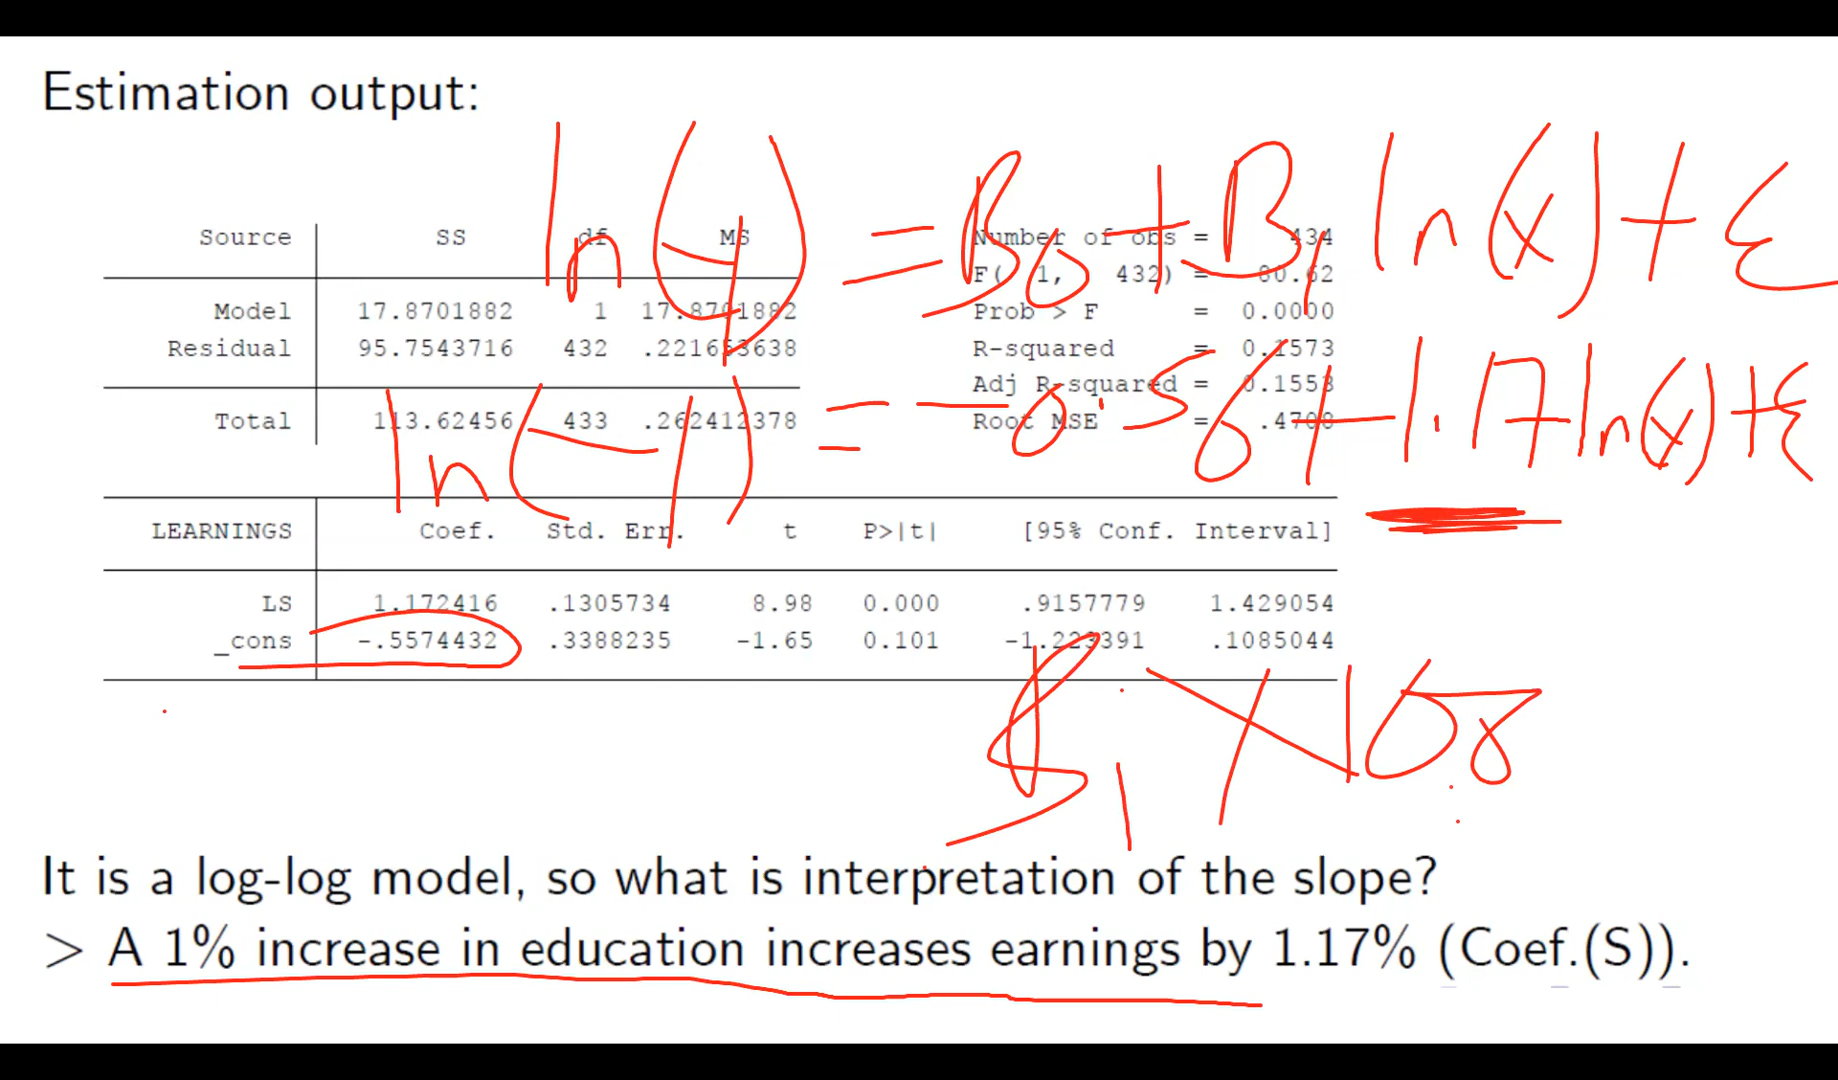 Estimation output:
ln(y) = B0 + B1 ln(x) + ε
Source SS df MS Number of obs = 434
F( 1, 432) = 80.62
Model 17.8701882 1 17.8701882 Prob > F = 0.0000
Residual 95.7543716 432 .221653638 R-squared = 0.1573
Adj R-squared = 0.1553
Total 113.62456 433 .262412378 Root MSE = .4708
ln(Y) = -0.56 + 1.17 ln(x) + ε
LEARNINGS Coef. Std. Err. t P>|t| [95% Conf. Interval]
LS 1.172416 .1305734 8.98 0.000 .9157779 1.429054
_cons -.5574432 .3388235 -1.65 0.101 -1.223391 .1085044
It is a log-log model, so what is interpretation of the slope?
> A 1% increase in education increases earnings by 1.17% (Coef.(S)).